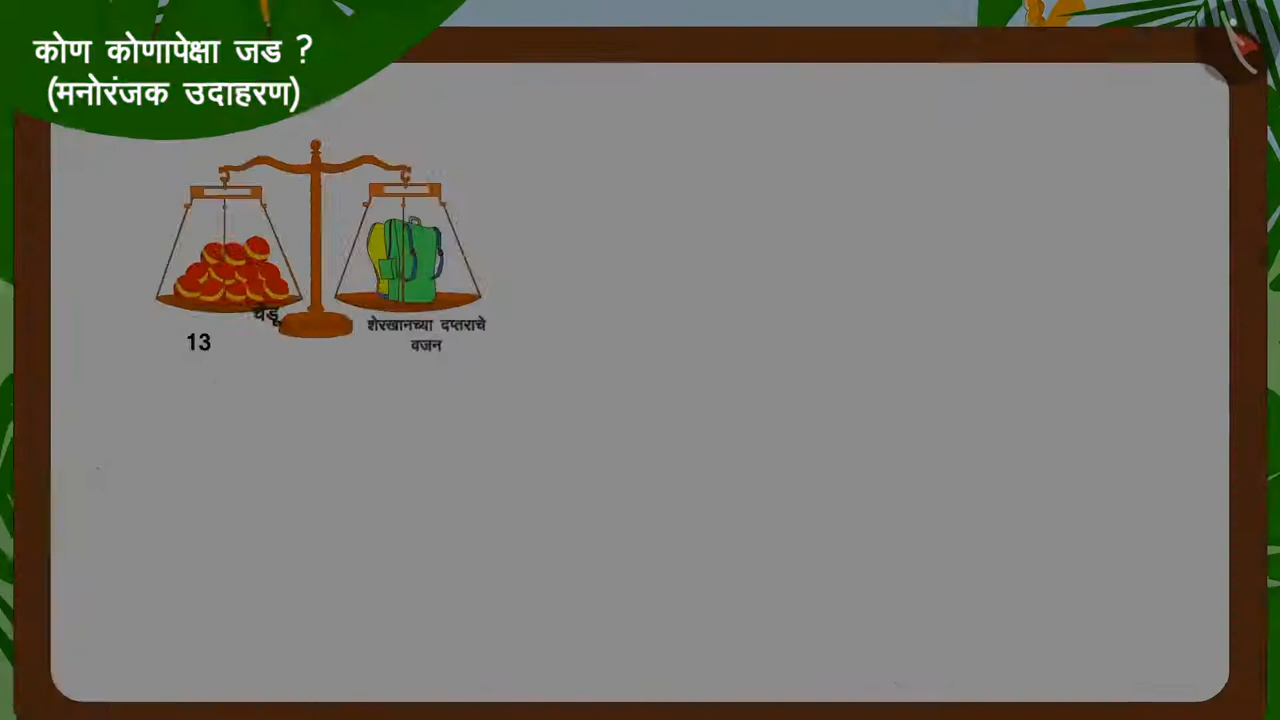 कोण कोणापेक्षा जड ?
(मनोरंजक उदाहरण)
चेंडू
13
शेरखानच्या दप्तराचे
वजन